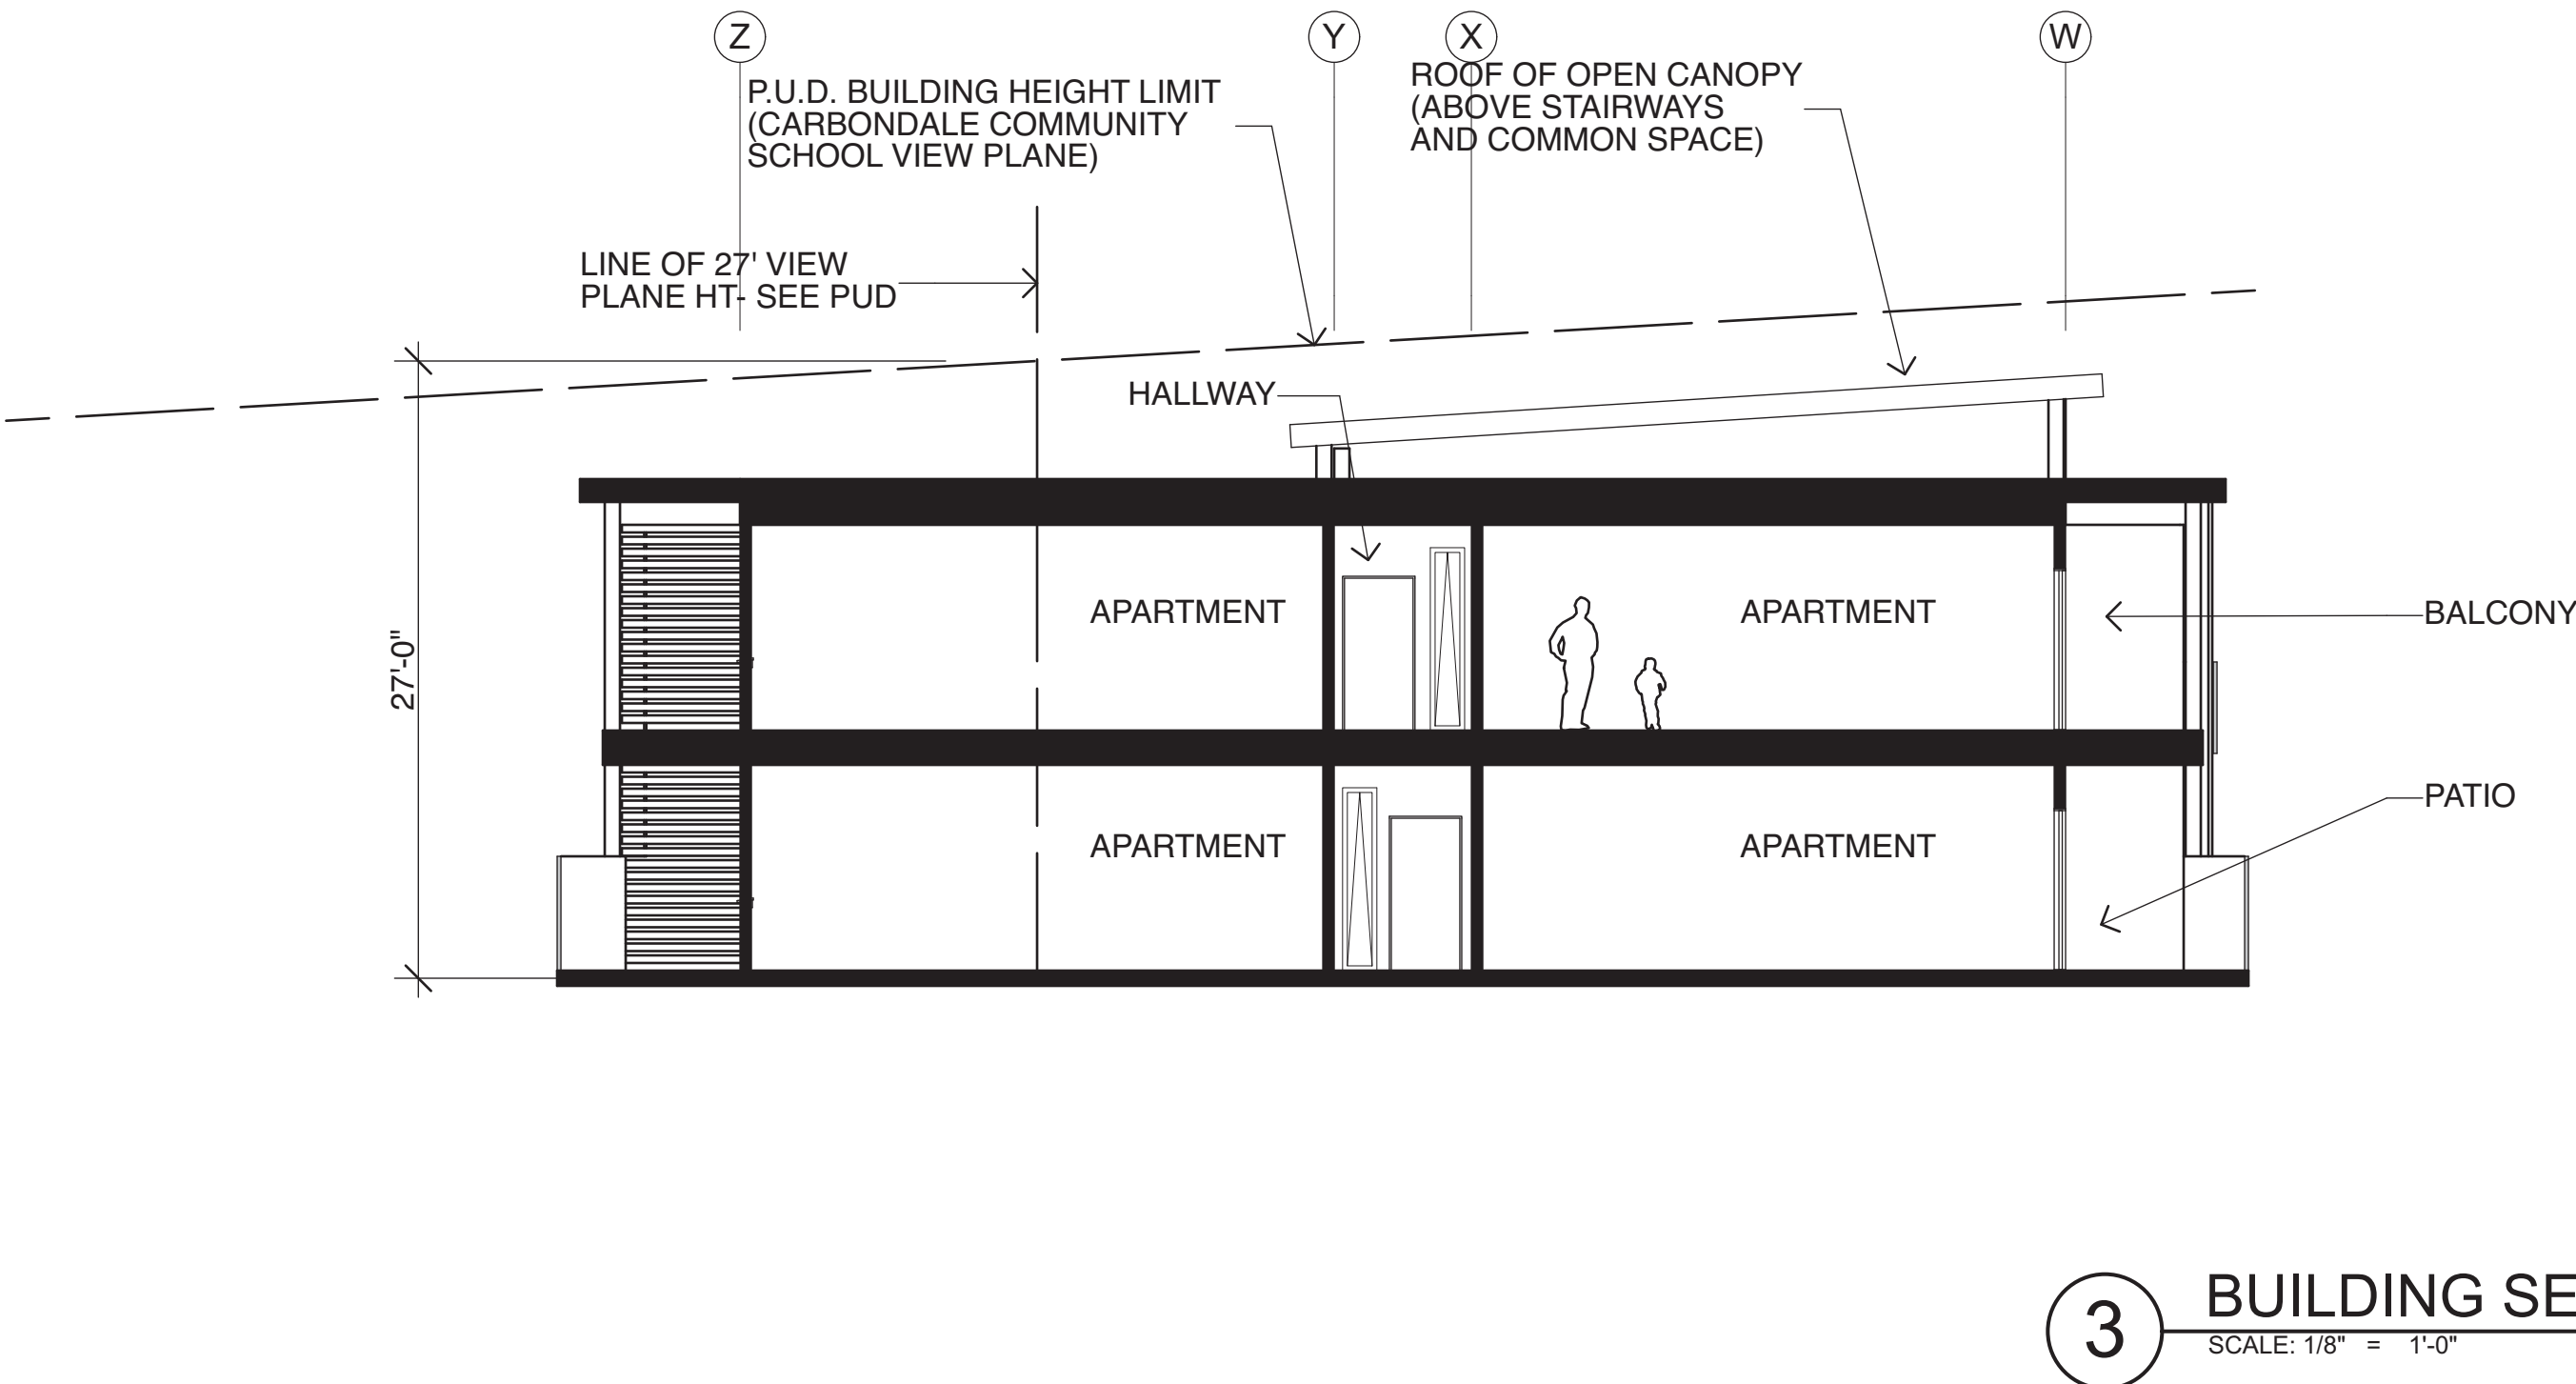 Z
Y
X
W
P.U.D. BUILDING HEIGHT LIMIT
(CARBONDALE COMMUNITY
SCHOOL VIEW PLANE)
ROOF OF OPEN CANOPY
(ABOVE STAIRWAYS
AND COMMON SPACE)
LINE OF 27' VIEW
PLANE HT- SEE PUD
HALLWAY
APARTMENT
APARTMENT
BALCONY
27'-0"
PATIO
APARTMENT
APARTMENT
3
BUILDING SE
SCALE: 1/8" = 1'-0"